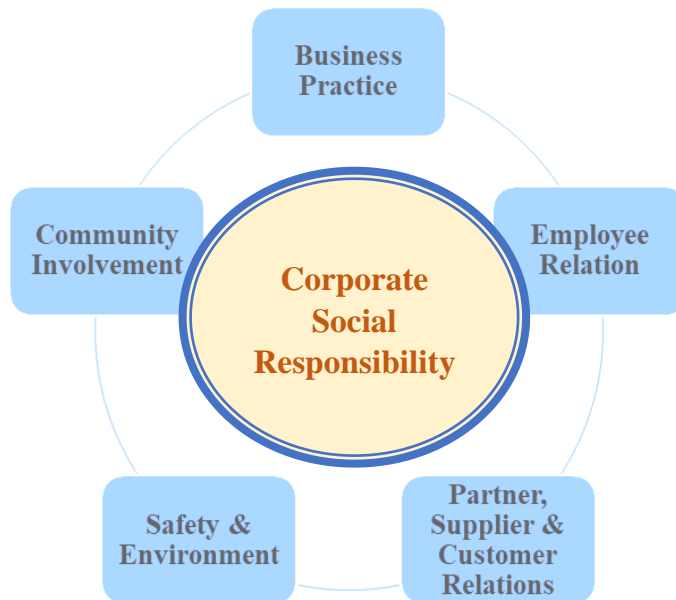 Business
Practice
Community
Involvement
Employee
Relation
Corporate
Social
Responsibility
Safety &
Environment
Partner,
Supplier &
Customer
Relations